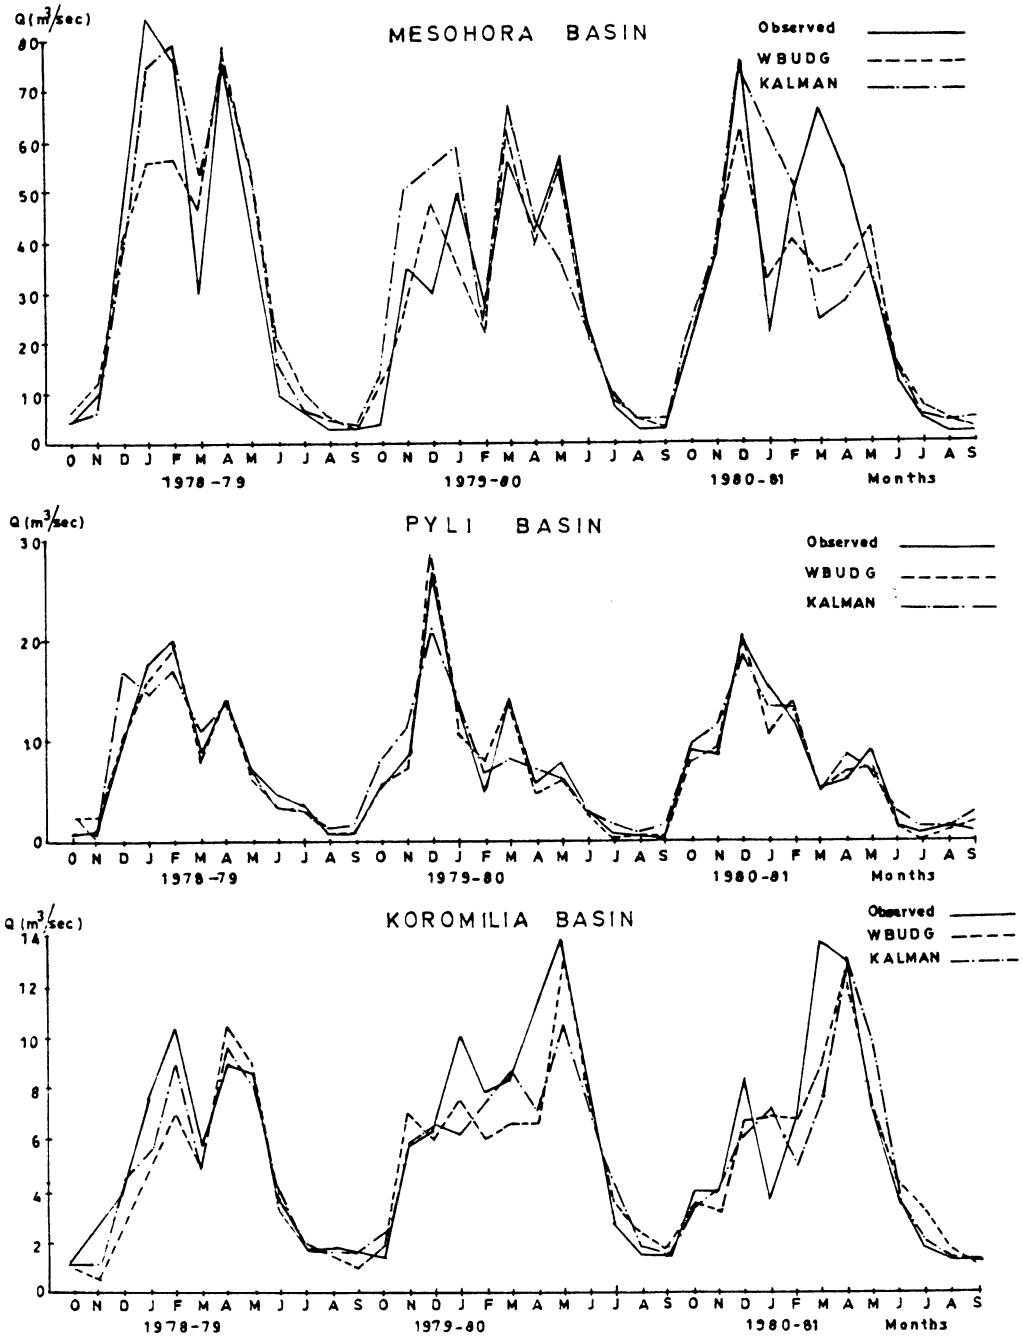 Q (m³/sec)
MESOHORA BASIN
Observed
WBUDG
KALMAN
80
70
60
50
40
30
20
10
0
O N D J F M A M J J A S O N D J F M A M J J A S O N D J F M A M J J A S
1978-79 1979-80 1980-81 Months
Q (m³/sec)
PYLI BASIN
Observed
WBUDG
KALMAN
30
20
10
0
O N D J F M A M J J A S O N D J F M A M J J A S O N D J F M A M J J A S
1978-79 1979-80 1980-81 Months
Q (m³/sec)
KOROMILIA BASIN
Observed
WBUDG
KALMAN
14
12
10
8
6
4
2
0
O N D J F M A M J J A S O N D J F M A M J J A S O N D J F M A M J J A S
1978-79 1979-80 1980-81 Months